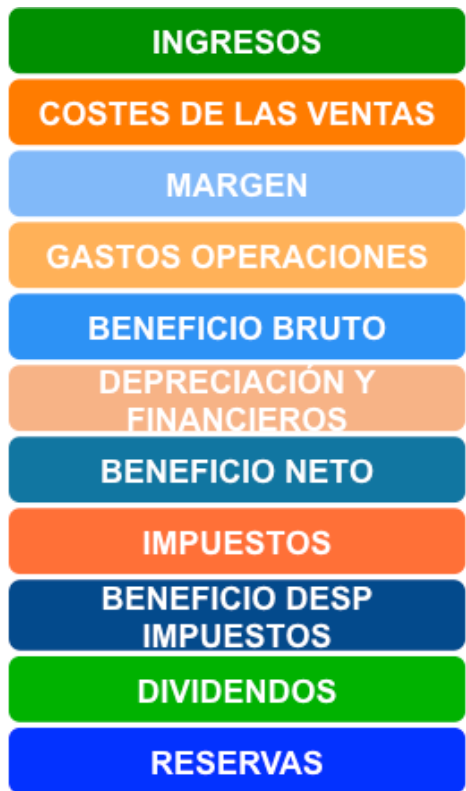 INGRESOS
COSTES DE LAS VENTAS
MARGEN
GASTOS OPERACIONES
BENEFICIO BRUTO
DEPRECIACIÓN Y
FINANCIEROS
BENEFICIO NETO
IMPUESTOS
BENEFICIO DESP
IMPUESTOS
DIVIDENDOS
RESERVAS